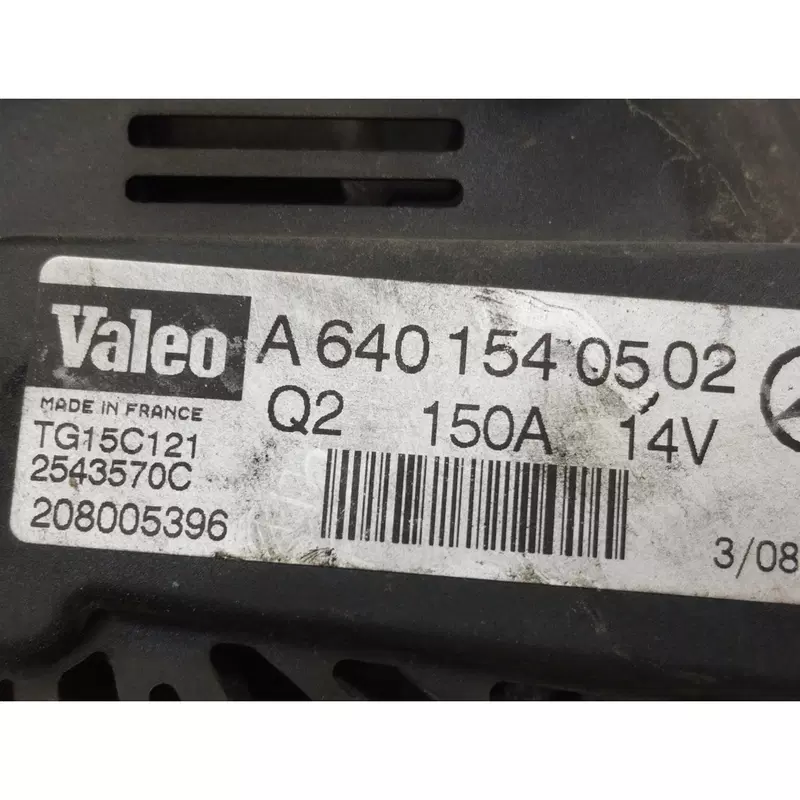 Valeo A 640 154 05 02
MADE IN FRANCE Q2 150A 14V
TG15C121
2543570C
208005396
3/08